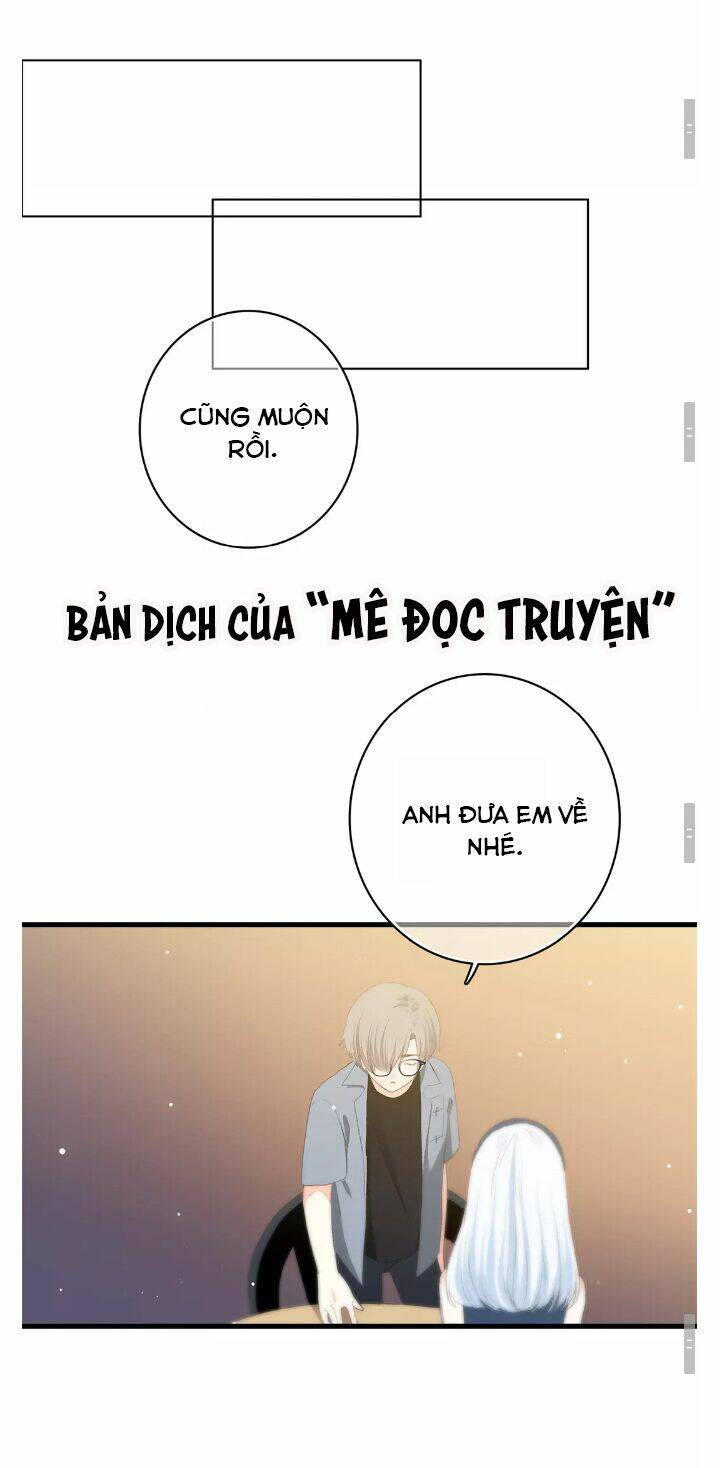 CŨNG MUỘN
RỒI.
BẢN DỊCH CỦA "MÊ ĐỌC TRUYỆN"
ANH ĐƯA EM VỀ
NHÉ.